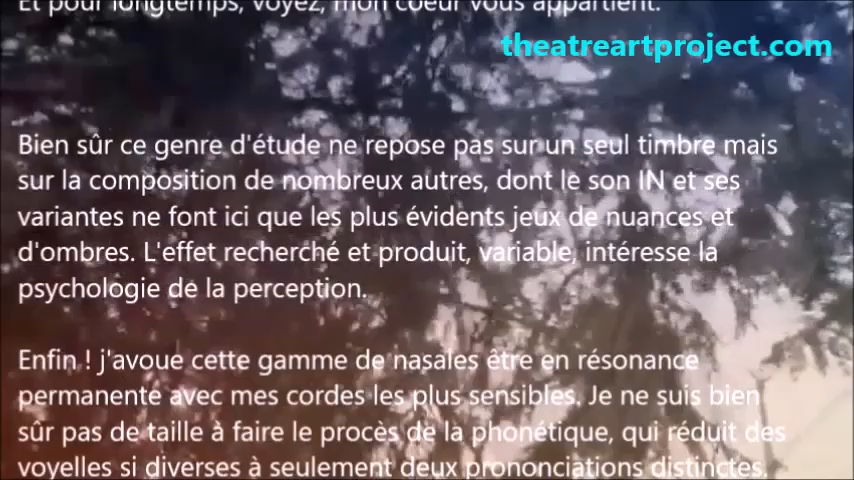 Et pour longtemps, voyez, mon coeur vous appartient.
theatreartproject.com
Bien sûr ce genre d'étude ne repose pas sur un seul timbre mais
sur la composition de nombreux autres, dont le son IN et ses
variantes ne font ici que les plus évidents jeux de nuances et
d'ombres. L'effet recherché et produit, variable, intéresse la
psychologie de la perception.
Enfin ! j'avoue cette gamme de nasales être en résonance
permanente avec mes cordes les plus sensibles. Je ne suis bien
sûr pas de taille à faire le procès de la phonétique, qui réduit des
voyelles si diverses à seulement deux prononciations distinctes.